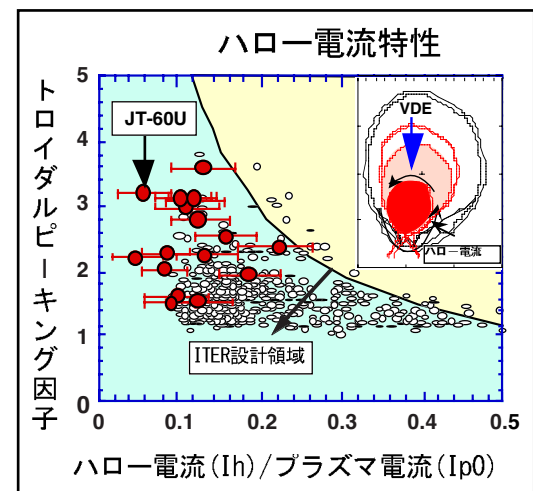 ハロー電流特性
トロイダルピーキング因子
5
4
3
2
1
0
JT-60U
VDE
ハロー電流
ITER設計領域
0 0.1 0.2 0.3 0.4 0.5
ハロー電流(Ih)/プラズマ電流(Ip0)